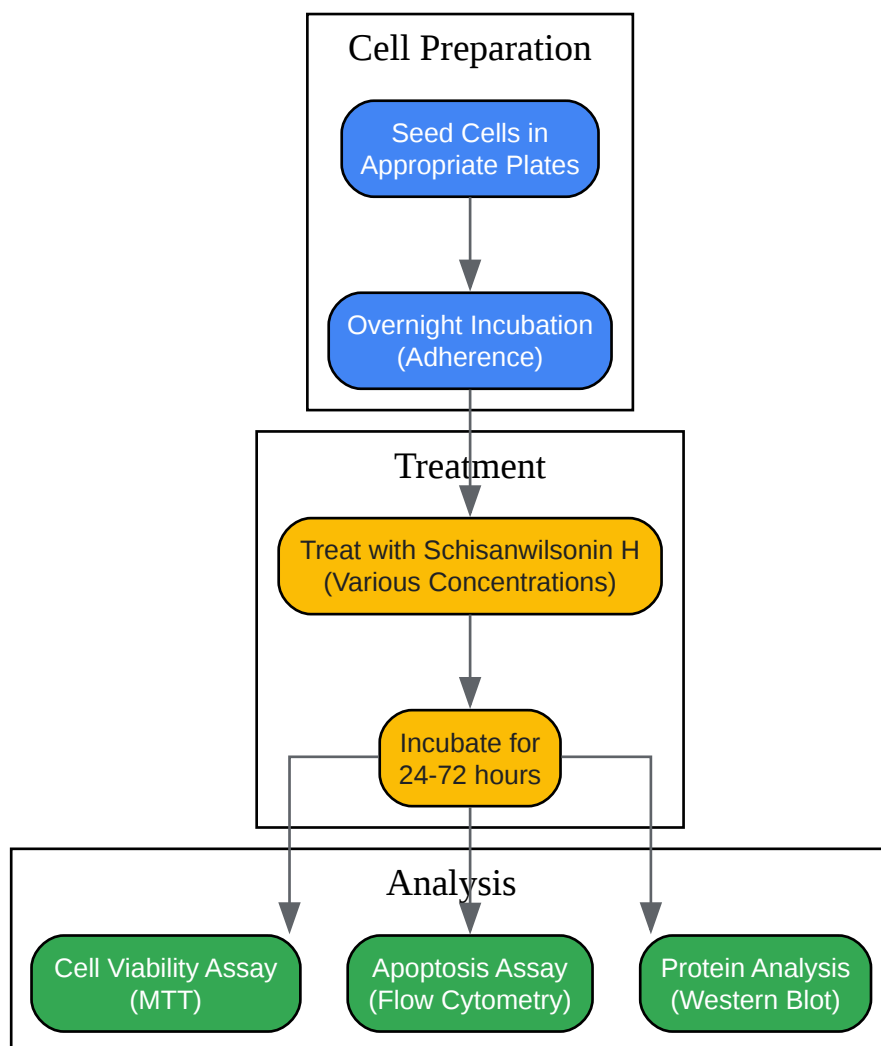 Cell Preparation
Seed Cells in
Appropriate Plates
Overnight Incubation
(Adherence)
Treatment
Treat with Schisanwilsonin H
(Various Concentrations)
Incubate for
24-72 hours
Analysis
Cell Viability Assay
(MTT)
Apoptosis Assay
(Flow Cytometry)
Protein Analysis
(Western Blot)